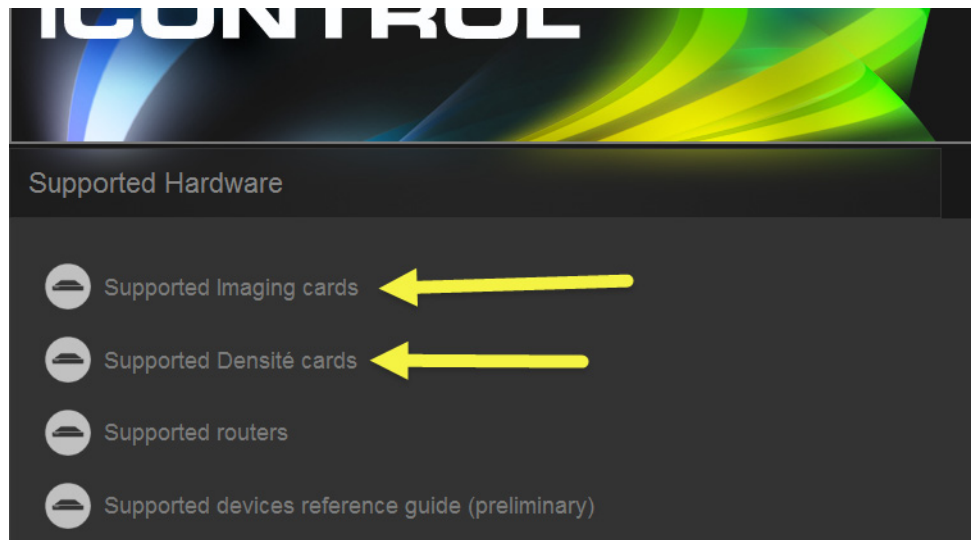 iCONTROL
Supported Hardware
Supported Imaging cards
Supported Densité cards
Supported routers
Supported devices reference guide (preliminary)